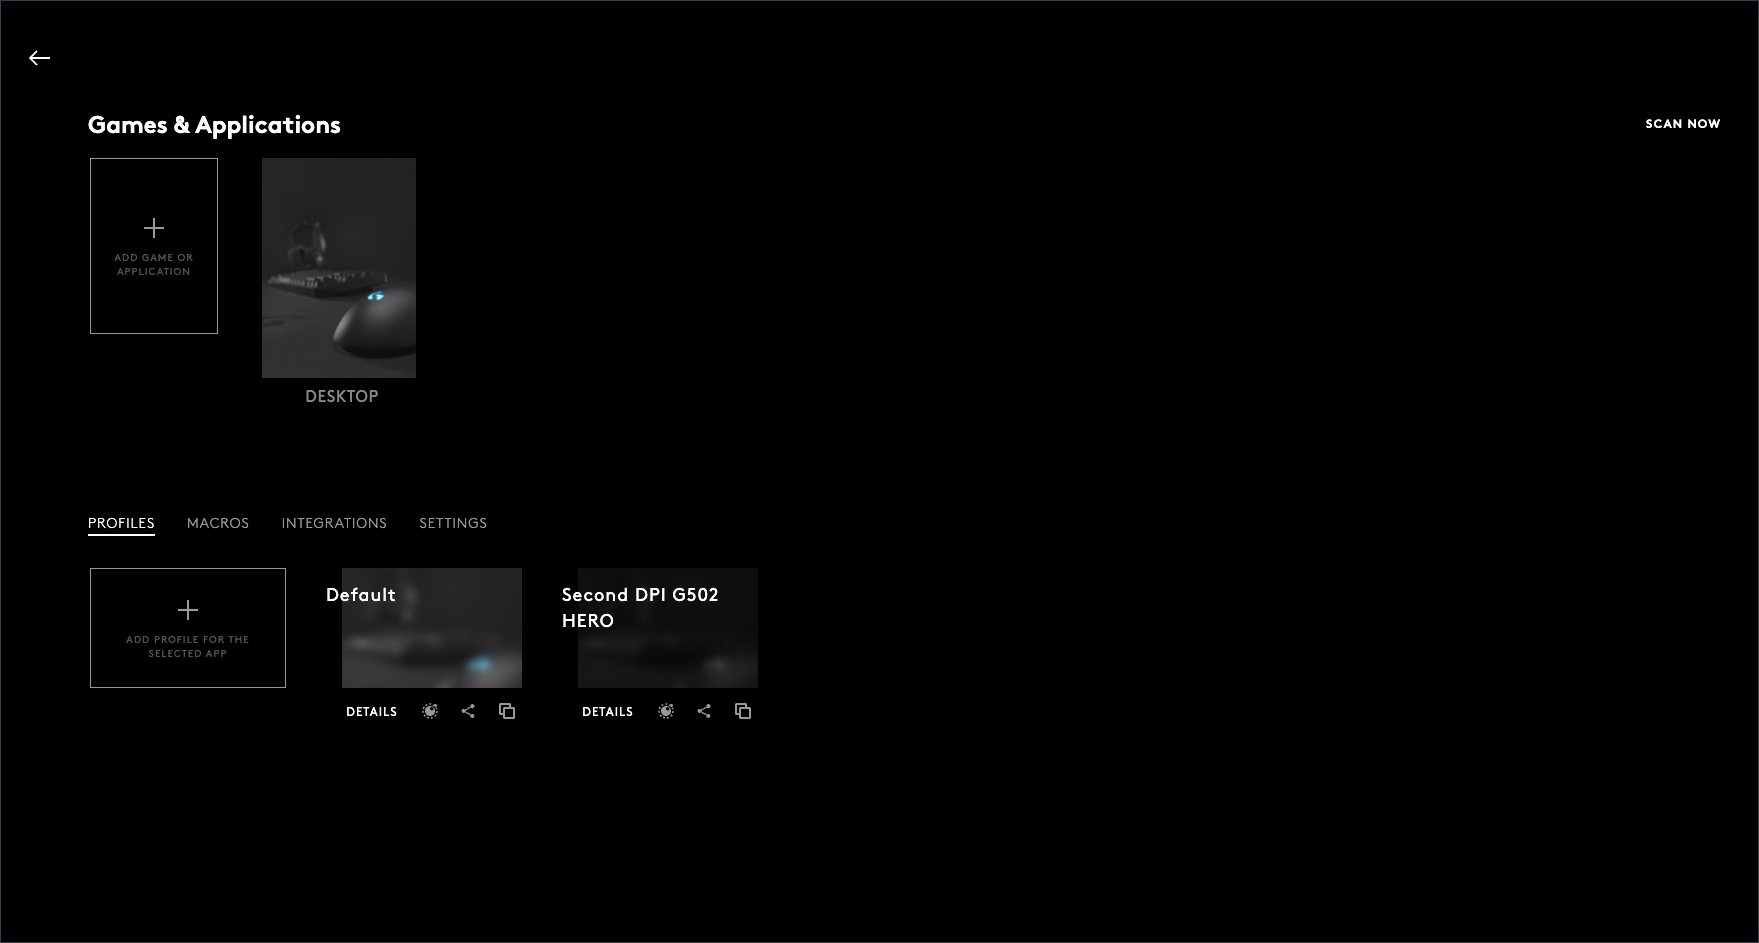 Games & Applications
SCAN NOW
ADD GAME OR
APPLICATION
DESKTOP
PROFILES MACROS INTEGRATIONS SETTINGS
ADD PROFILE FOR THE
SELECTED APP
Default
Second DPI G502
HERO
DETAILS
DETAILS